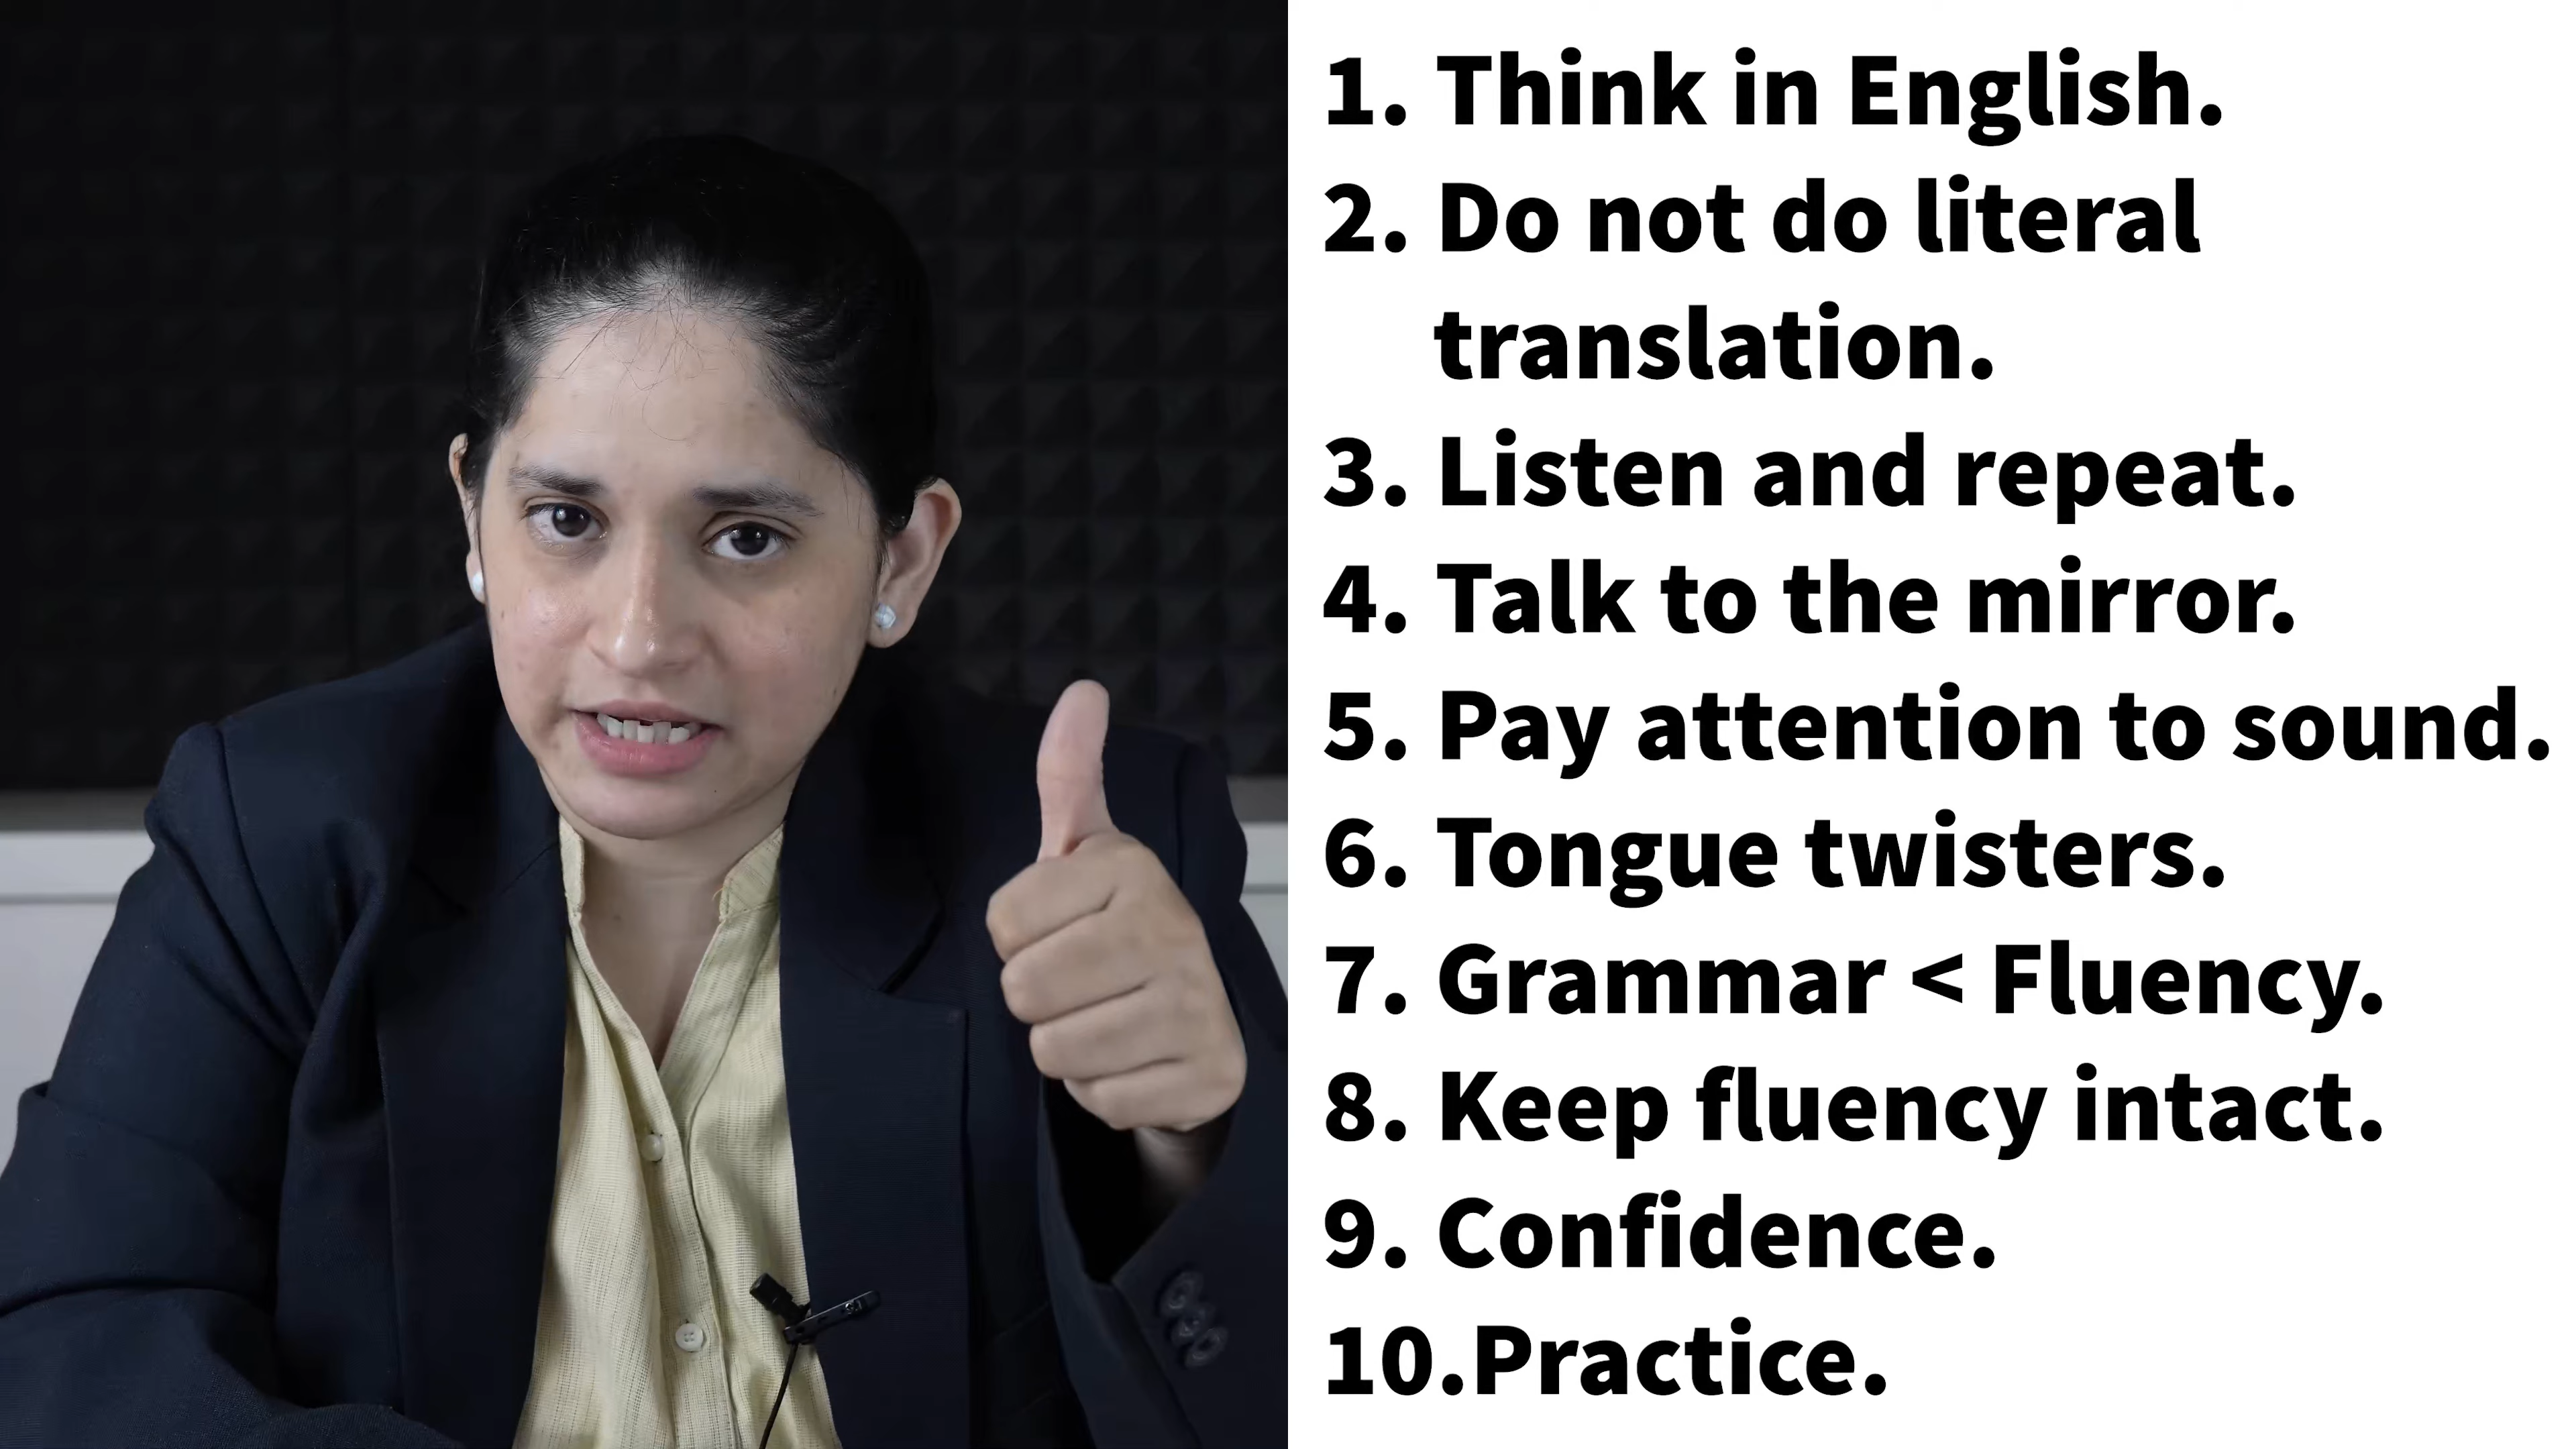 1. Think in English.
2. Do not do literal
translation.
3. Listen and repeat.
4. Talk to the mirror.
5. Pay attention to sound.
6. Tongue twisters.
7. Grammar < Fluency.
8. Keep fluency intact.
9. Confidence.
10.Practice.